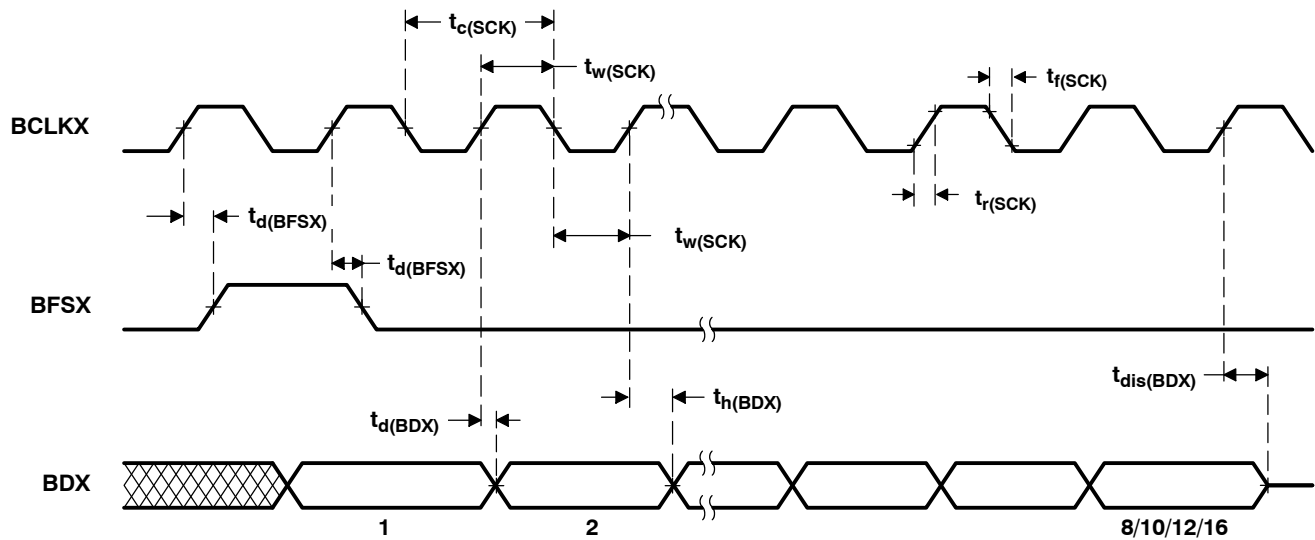 tc(SCK)
tw(SCK)
tf(SCK)
BCLKX
tr(SCK)
td(BFSX)
tw(SCK)
td(BFSX)
BFSX
tdis(BDX)
th(BDX)
td(BDX)
BDX
1 2 8/10/12/16